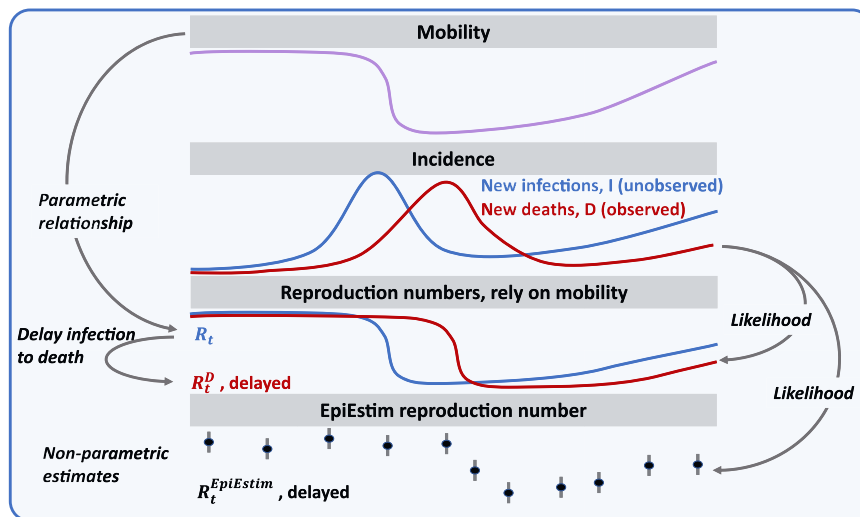 Mobility
Incidence
New infections, I (unobserved)
New deaths, D (observed)
Parametric
relationship
Reproduction numbers, rely on mobility
Likelihood
Delay infection
to death
R_t
R_t^D , delayed
Likelihood
EpiEstim reproduction number
Non-parametric
estimates
R_t^{EpiEstim} , delayed